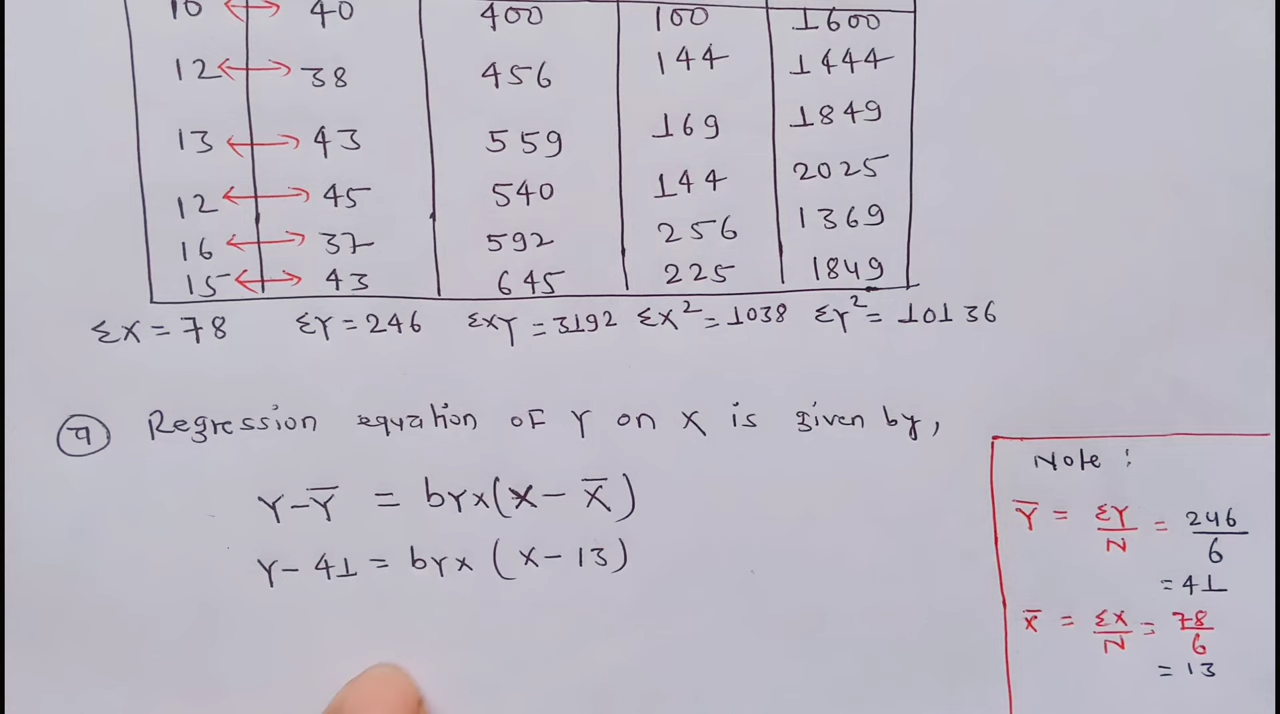 10 ↔ 40 400 100 1600
12 ↔ 38 456 144 1444
13 ↔ 43 559 169 1849
12 ↔ 45 540 144 2025
16 ↔ 37 592 256 1369
15 ↔ 43 645 225 1849
ΣX = 78 ΣY = 246 ΣXY = 3192 ΣX² = 1038 ΣY² = 10136
Regression equation of Y on X is given by,
Y - Ȳ = bYX (X - X̄)
Y - 41 = bYX (X - 13)
Note :
Ȳ = ΣY/N = 246/6
= 41
X̄ = ΣX/N = 78/6
= 13